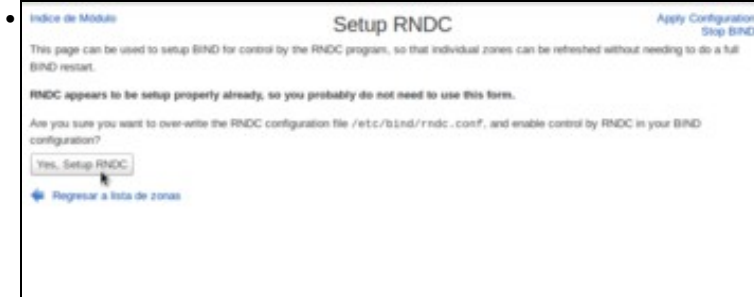 Indice de Módulo
Setup RNDC
Apply Configuration
Stop BIND
This page can be used to setup BIND for control by the RNDC program, so that individual zones can be refreshed without needing to do a full
BIND restart.
RNDC appears to be setup properly already, so you probably do not need to use this form.
Are you sure you want to over-write the RNDC configuration file /etc/bind/rndc.conf, and enable control by RNDC in your BIND
configuration?
Yes, Setup RNDC
Regresar a lista de zonas